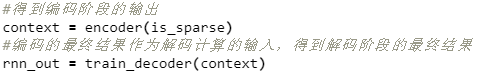 #得到编码阶段的输出
context = encoder(is_sparse)
#编码的最终结果作为解码计算的输入，得到解码阶段的最终结果
rnn_out = train_decoder(context)